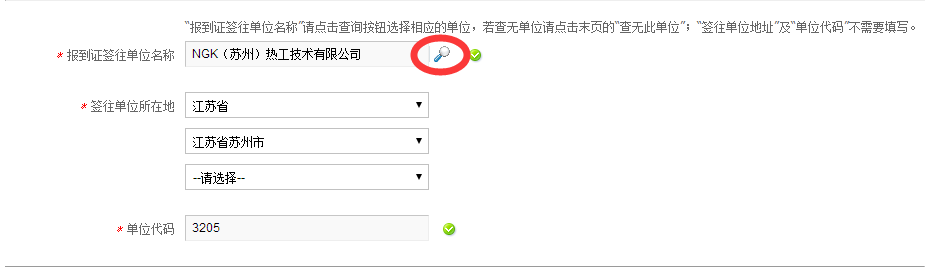 “报到证签往单位名称”请点击查询按钮选择相应的单位，若查无单位请点击末页的“查无此单位”；“签往单位地址”及“单位代码”不需要填写。
* 报到证签往单位名称 NGK（苏州）热工技术有限公司
* 签往单位所在地 江苏省
江苏省苏州市
--请选择--
* 单位代码 3205